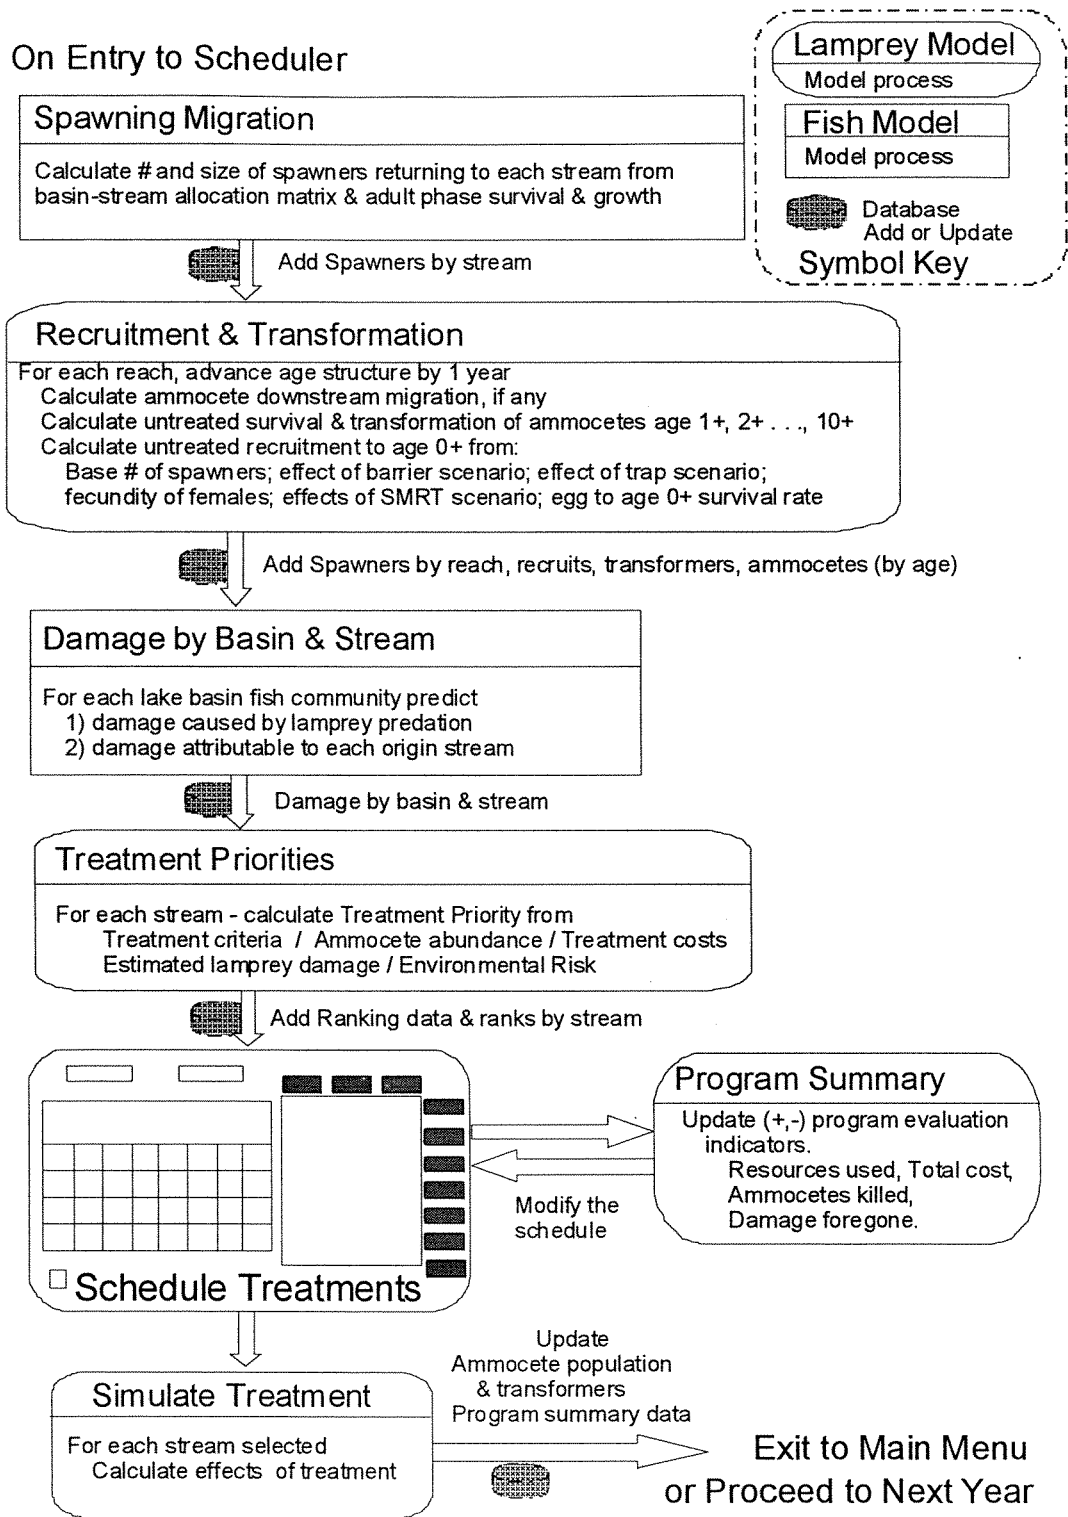 On Entry to Scheduler
Lamprey Model
Model process
Fish Model
Model process
Database
Add or Update
Symbol Key
Spawning Migration
Calculate # and size of spawners returning to each stream from
basin-stream allocation matrix & adult phase survival & growth
Add Spawners by stream
Recruitment & Transformation
For each reach, advance age structure by 1 year
Calculate ammocete downstream migration, if any
Calculate untreated survival & transformation of ammocetes age 1+, 2+ . . ., 10+
Calculate untreated recruitment to age 0+ from:
Base # of spawners; effect of barrier scenario; effect of trap scenario;
fecundity of females; effects of SMRT scenario; egg to age 0+ survival rate
Add Spawners by reach, recruits, transformers, ammocetes (by age)
Damage by Basin & Stream
For each lake basin fish community predict
1) damage caused by lamprey predation
2) damage attributable to each origin stream
Damage by basin & stream
Treatment Priorities
For each stream - calculate Treatment Priority from
Treatment criteria / Ammocete abundance / Treatment costs
Estimated lamprey damage / Environmental Risk
Add Ranking data & ranks by stream
Schedule Treatments
Program Summary
Update (+,-) program evaluation
indicators.
Resources used, Total cost,
Ammocetes killed,
Damage foregone.
Modify the
schedule
Simulate Treatment
For each stream selected
Calculate effects of treatment
Update
Ammocete population
& transformers
Program summary data
Exit to Main Menu
or Proceed to Next Year